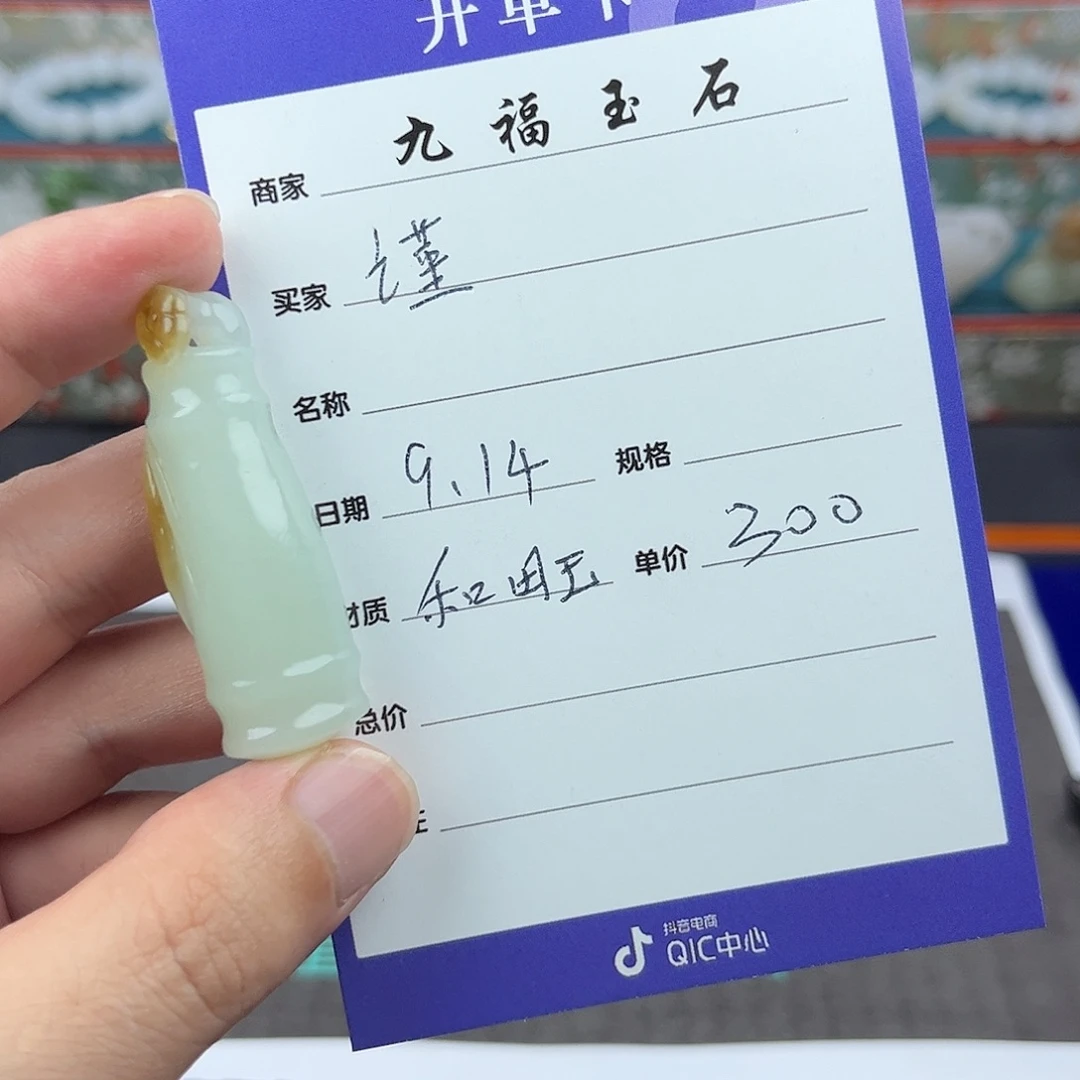 开单卡
商家 九福玉石
买家 谨
名称
日期 9.14 规格
材质 和田玉 单价 300
总价
抖音电商
QIC中心